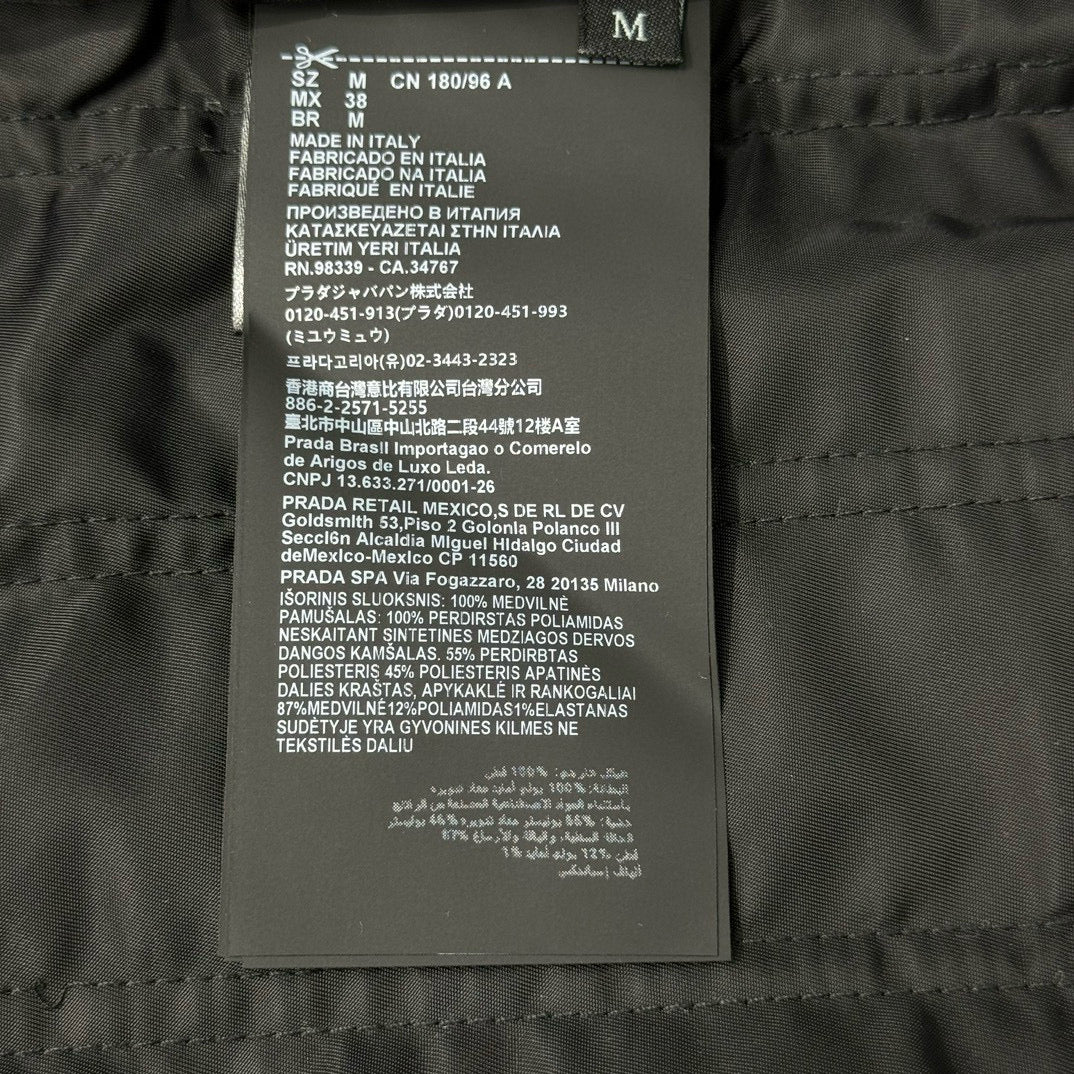 M
SZ M CN 180/96 A
MX 38
BR M
MADE IN ITALY
FABRICADO EN ITALIA
FABRICADO NA ITALIA
FABRIQUÉ EN ITALIE
ПРОИЗВЕДЕНО В ИТАПИЯ
ΚΑΤΑΣΚΕΥΑΖΕΤΑΙ ΣΤΗΝ ΙΤΑΛΙΑ
ÜRETIM YERI ITALIA
RN.98339 - CA.34767
プラダジャババン株式会社
0120-451-913(プラダ)0120-451-993
(ミユウミュウ)
프라다고리아(유)02-3443-2323
香港商台灣意比有限公司台灣分公司
886-2-2571-5255
臺北市中山區中山北路二段44號12楼A室
Prada Brasll Importagao o Comerelo
de Arigos de Luxo Leda.
CNPJ 13.633.271/0001-26
PRADA RETAIL MEXICO,S DE RL DE CV
Goldsmlth 53,Piso 2 Golonla Polanco III
Seccl6n Alcaldia Mlguel Hldalgo Ciudad
deMexlco-Mexlco CP 11560
PRADA SPA Via Fogazzaro, 28 20135 Milano
IŠORINIS SLUOKSNIS: 100% MEDVILNĖ
PAMUŠALAS: 100% PERDIRSTAS POLIAMIDAS
NESKAITANT SINTETINES MEDZIAGOS DERVOS
DANGOS KAMŠALAS. 55% PERDIRBTAS
POLIESTERIS 45% POLIESTERIS APATINĖS
DALIES KRAŠTAS, APYKAKLĖ IR RANKOGALIAI
87%MEDVILNĖ12%POLIAMIDAS1%ELASTANAS
SUDĖTYJE YRA GYVONINES KILMES NE
TEKSTILĖS DALIU